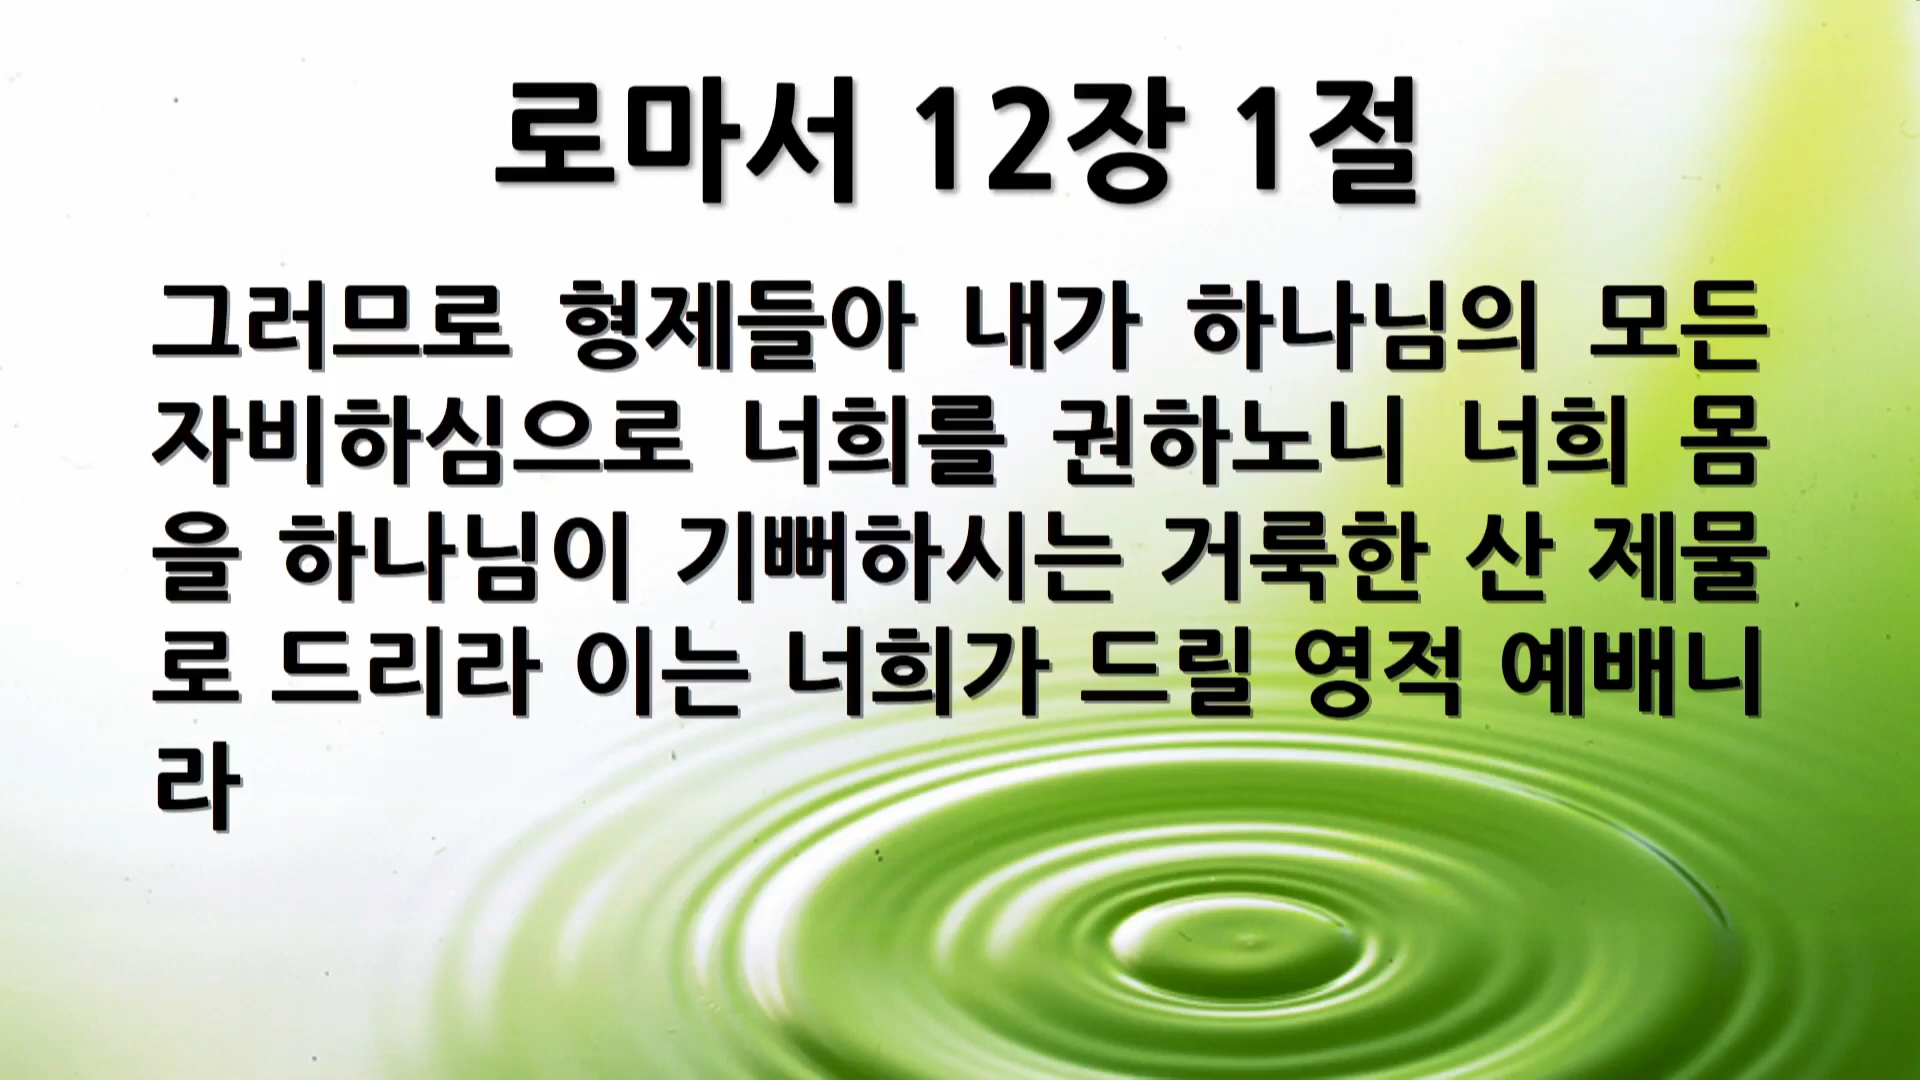 로마서 12장 1절
그러므로 형제들아 내가 하나님의 모든
자비하심으로 너희를 권하노니 너희 몸
을 하나님이 기뻐하시는 거룩한 산 제물
로 드리라 이는 너희가 드릴 영적 예배니
라